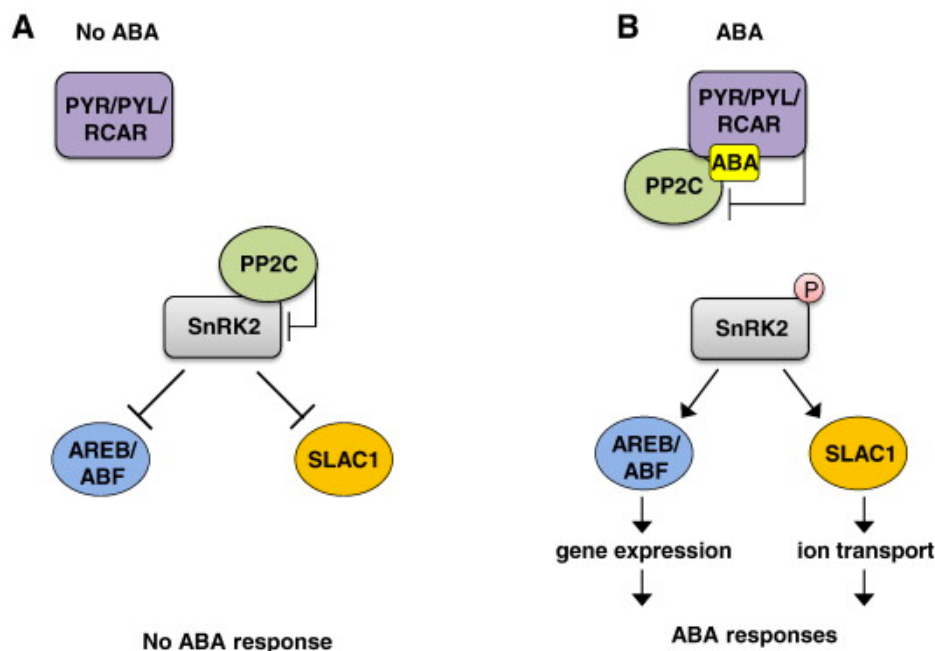 A
No ABA
PYR/PYL/
RCAR
PP2C
SnRK2
AREB/
ABF
SLAC1
No ABA response
B
ABA
PYR/PYL/
RCAR
ABA
PP2C
P
SnRK2
AREB/
ABF
SLAC1
gene expression
ion transport
ABA responses